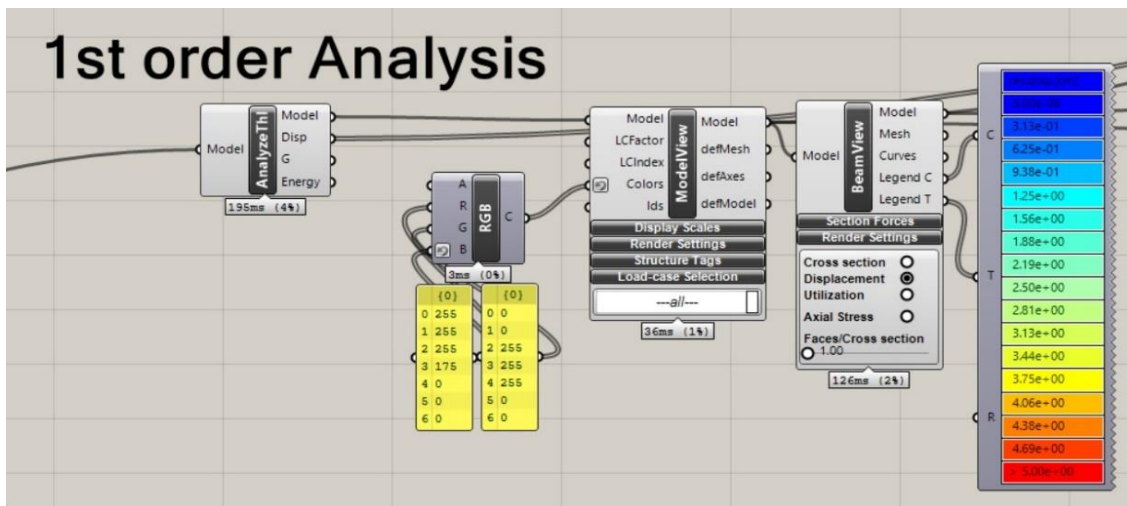 1st order Analysis
Model
AnalyzeThI
Model
Disp
G
Energy
195ms (4%)
A
R
G
B
RGB
C
3ms (0%)
{0}
0 255
1 255
2 255
3 175
4 0
5 0
6 0
{0}
0 0
1 0
2 255
3 255
4 255
5 0
6 0
Model
LCFactor
LCIndex
Colors
Ids
ModelView
Model
defMesh
defAxes
defModel
Display Scales
Render Settings
Structure Tags
Load-case Selection
---all---
36ms (1%)
Model
BeamView
Model
Mesh
Curves
Legend C
Legend T
Section Forces
Render Settings
Cross section
Displacement
Utilization
Axial Stress
Faces/Cross section
1.00
126ms (2%)
C
T
R
3.13e-01
6.25e-01
9.38e-01
1.25e+00
1.56e+00
1.88e+00
2.19e+00
2.50e+00
2.81e+00
3.13e+00
3.44e+00
3.75e+00
4.06e+00
4.38e+00
4.69e+00
> 5.00e+00